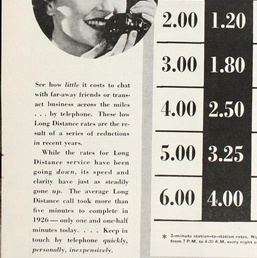 See how little it costs to chat
with far-away friends or trans-
act business across the miles
. . . by telephone. These low
Long Distance rates are the re-
sult of a series of reductions
in recent years.
While the rates for Long
Distance service have been
going down, its speed and
clarity have just as steadily
gone up. The average Long
Distance call took more than
five minutes to complete in
1926—only one and one-half
minutes today. . . . Keep in
touch by telephone quickly,
personally, inexpensively.
2.00 1.20
3.00 1.80
4.00 2.50
5.00 3.25
6.00 4.00
* 3-minute station-to-station rates.
from 7 P.M. to 4:30 A.M. every night